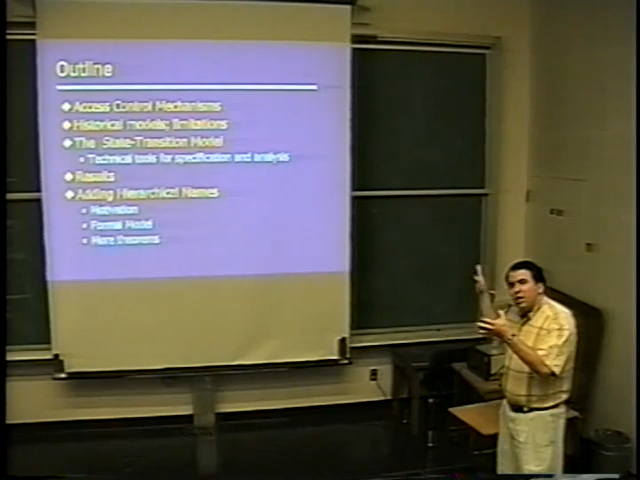 Outline
Access Control Mechanisms
Historical models; limitations
The State-Transition Model
Technical tools for specification and analysis
Results
Adding Hierarchical Names
Motivation
Formal Model
More theorems